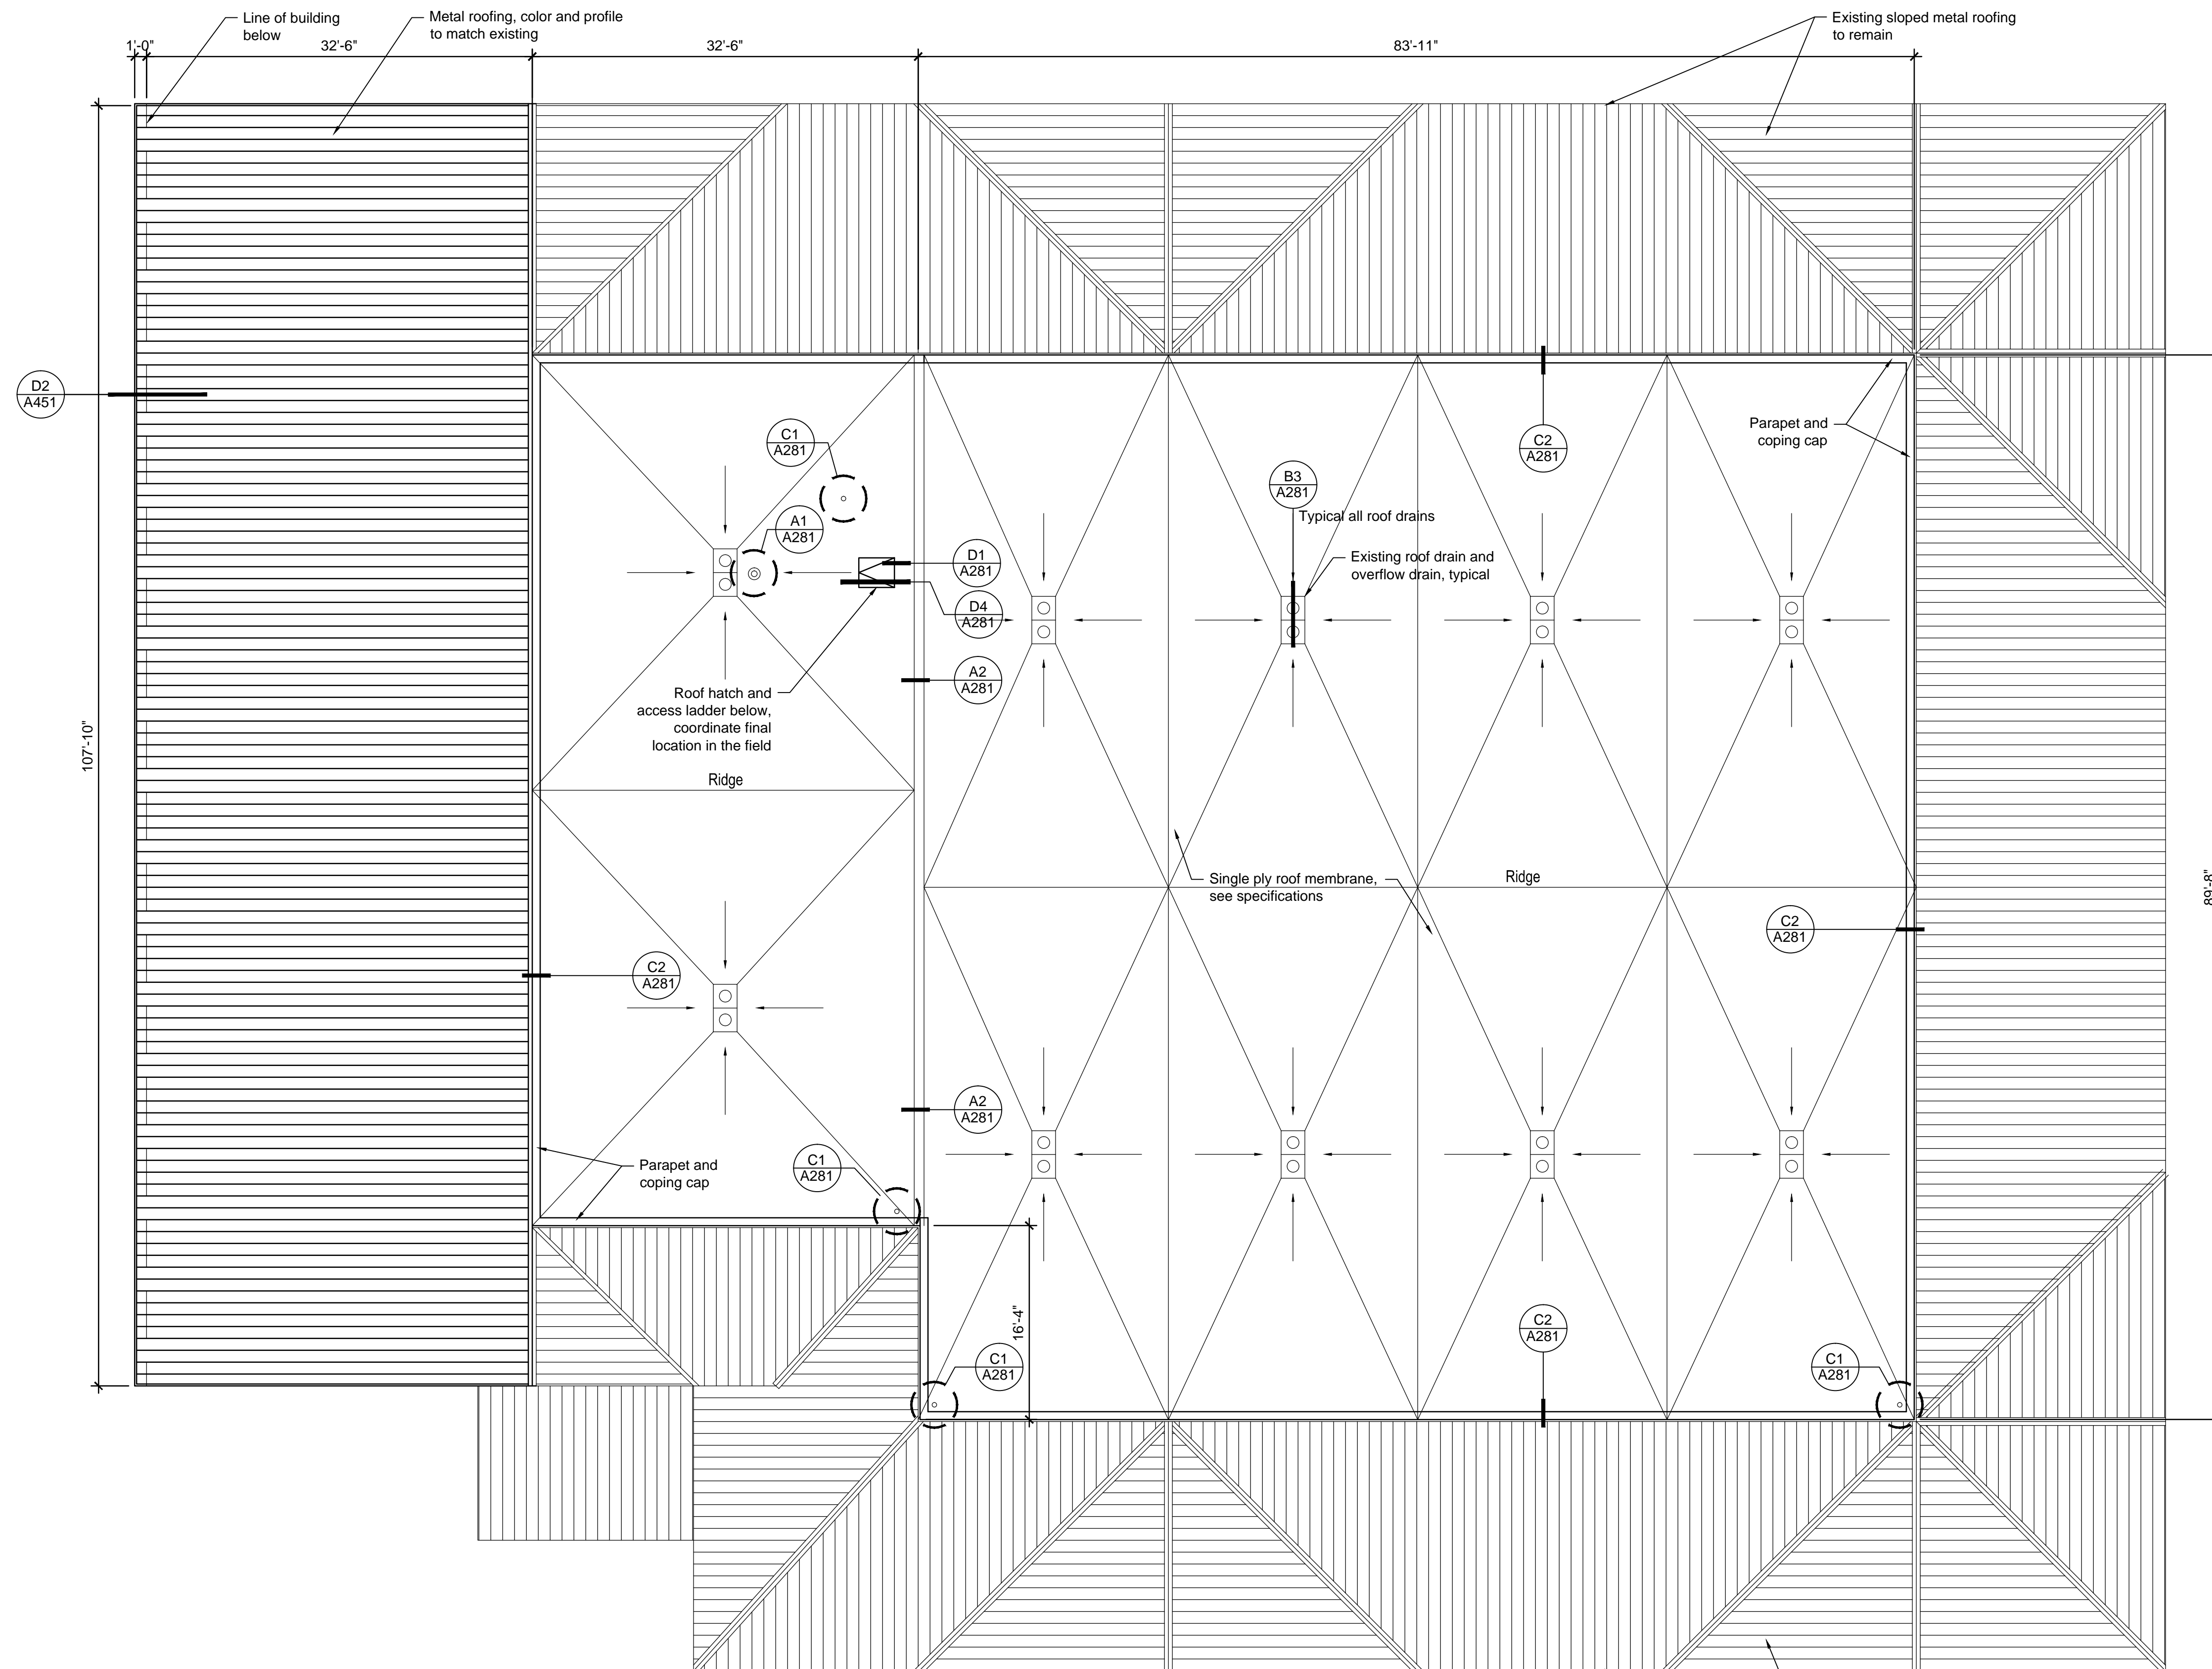 Line of building
below
Metal roofing, color and profile
to match existing
Existing sloped metal roofing
to remain
1'-0"
32'-6"
32'-6"
83'-11"
D2
A451
C1
A281
A1
A281
B3
A281
Typical all roof drains
C2
A281
Parapet and
coping cap
D1
A281
Existing roof drain and
overflow drain, typical
D4
A281
A2
A281
Roof hatch and
access ladder below,
coordinate final
location in the field
107'-10"
Ridge
Single ply roof membrane,
see specifications
Ridge
89'-8"
C2
A281
C2
A281
A2
A281
Parapet and
coping cap
C1
A281
16'-4"
C1
A281
C2
A281
C1
A281